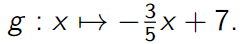 g : x ↦ −3/5x + 7.